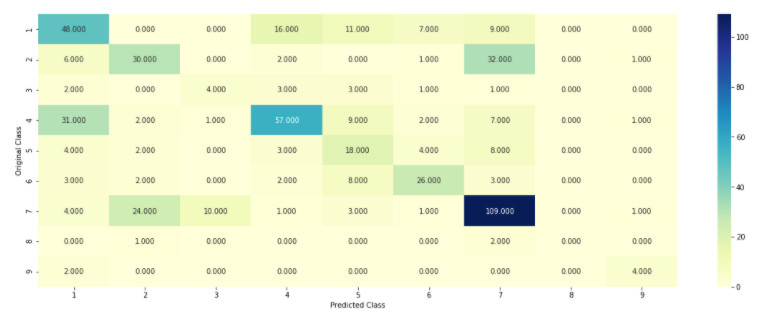 1 48.000 0.000 0.000 16.000 11.000 7.000 9.000 0.000 0.000
2 6.000 30.000 0.000 2.000 0.000 1.000 32.000 0.000 1.000
3 2.000 0.000 4.000 3.000 3.000 1.000 1.000 0.000 0.000
4 31.000 2.000 1.000 57.000 9.000 2.000 7.000 0.000 1.000
5 4.000 2.000 0.000 3.000 18.000 4.000 8.000 0.000 0.000
6 3.000 2.000 0.000 2.000 8.000 26.000 3.000 0.000 0.000
7 4.000 24.000 10.000 1.000 3.000 1.000 109.000 0.000 1.000
8 0.000 1.000 0.000 0.000 0.000 0.000 2.000 0.000 0.000
9 2.000 0.000 0.000 0.000 0.000 0.000 0.000 0.000 4.000
1 2 3 4 5 6 7 8 9
Predicted Class
Original Class
100
80
60
40
20
0